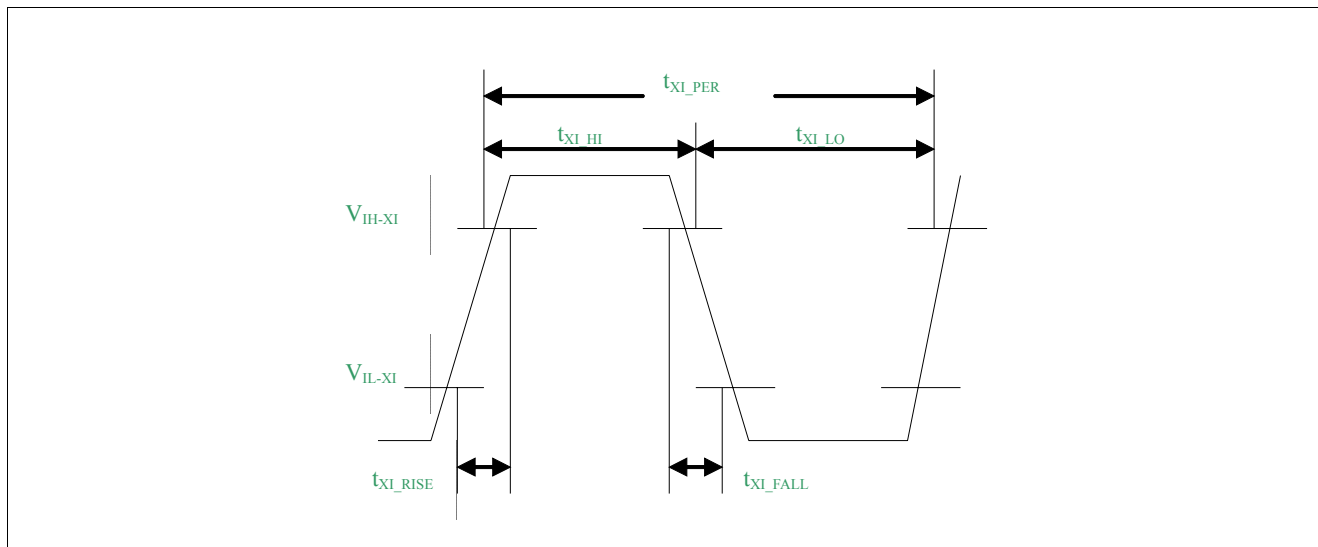 tXI_PER
tXI_HI
tXI_LO
VIH-XI
VIL-XI
tXI_RISE
tXI_FALL